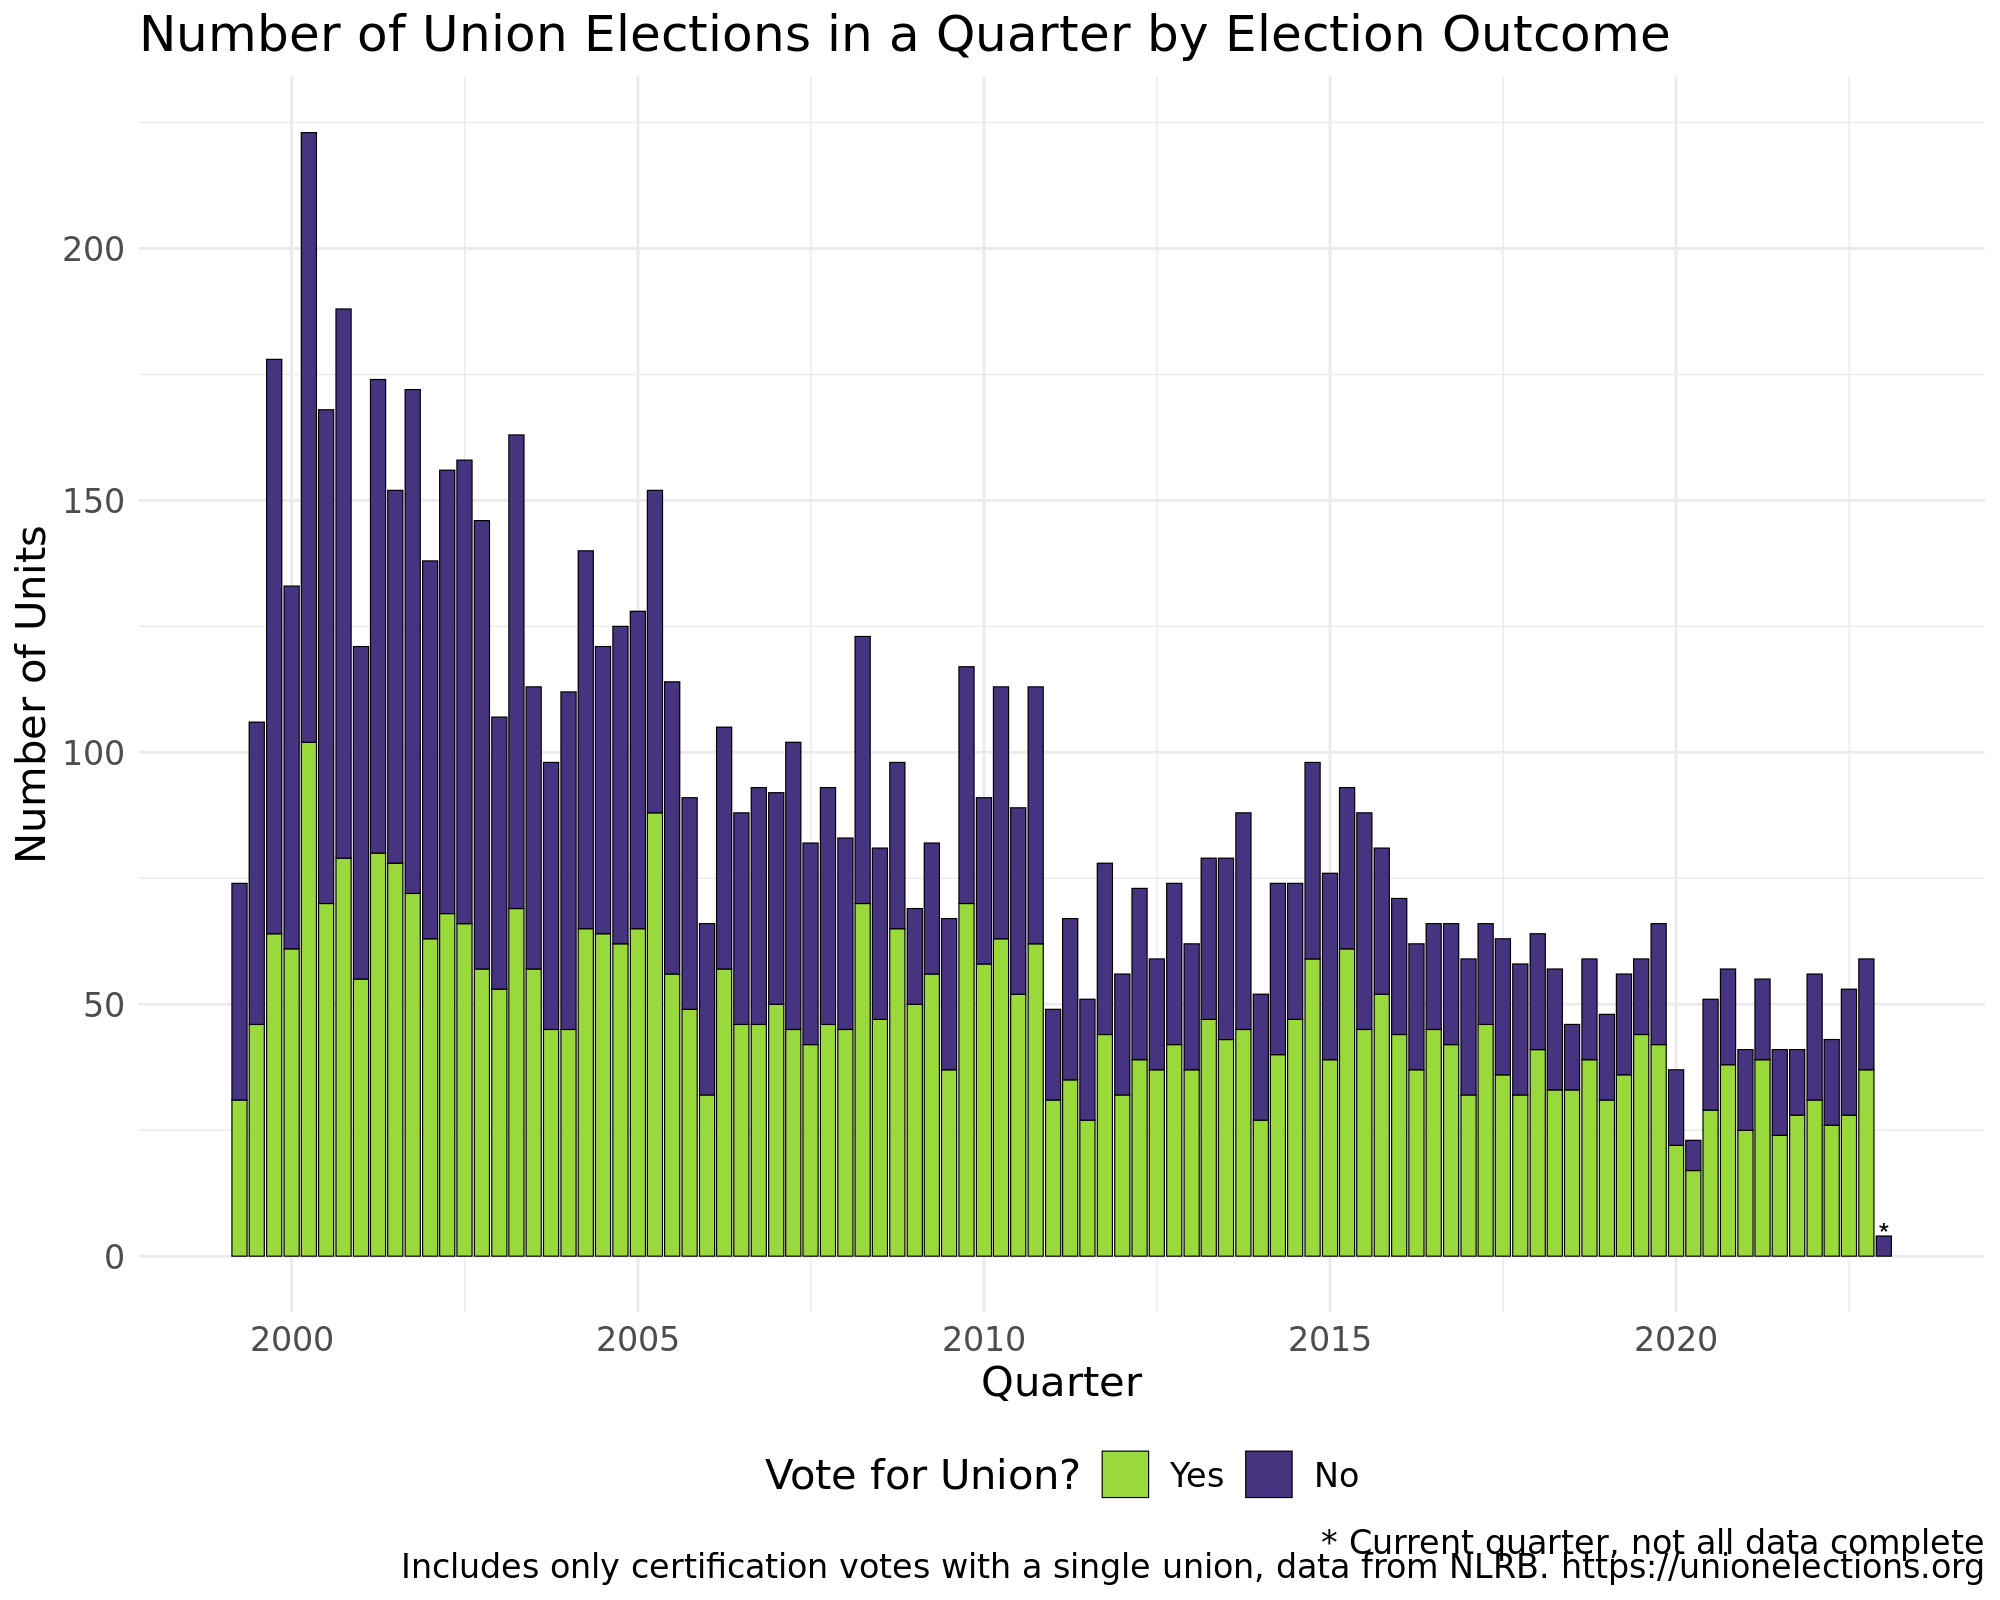 Number of Union Elections in a Quarter by Election Outcome
Number of Units
200
150
100
50
0
*
2000 2005 2010 2015 2020
Quarter
Vote for Union? Yes No
* Current quarter, not all data complete
Includes only certification votes with a single union, data from NLRB. https://unionelections.org